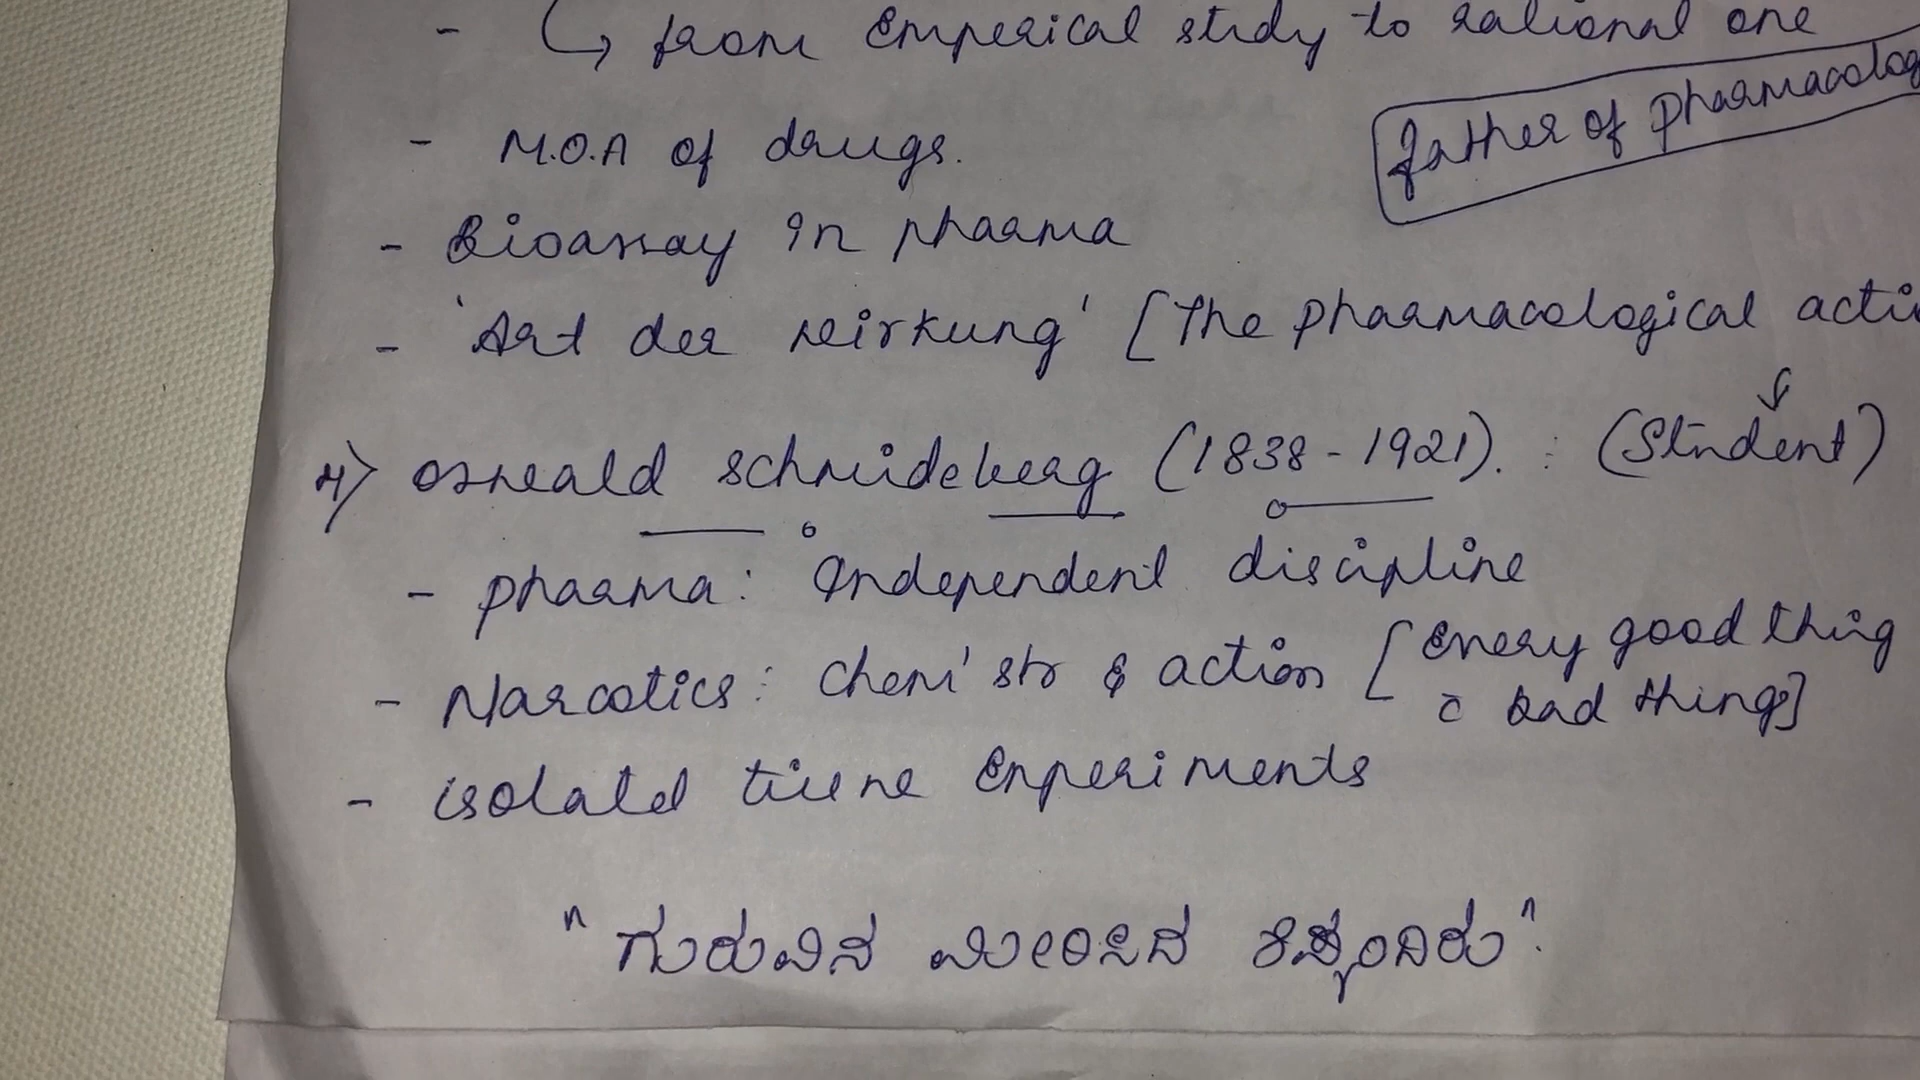 - ↳ from Emperical study to rational one
father of pharmacolog
- M.O.A of drugs.
- Bioassay in pharma
- 'Art der Wirkung' [The pharmacological acti
4) Oswald schmideberg (1838-1921). : (Student)
- pharma: Independent discipline
- Narcotics: chem' str & action [Every good thing
c̄ bad things]
- isolated tissue Experiments
"ಗುರುವಿನ ಮೀರಿಸಿದ ಶಿಷ್ಯಂದಿರು".